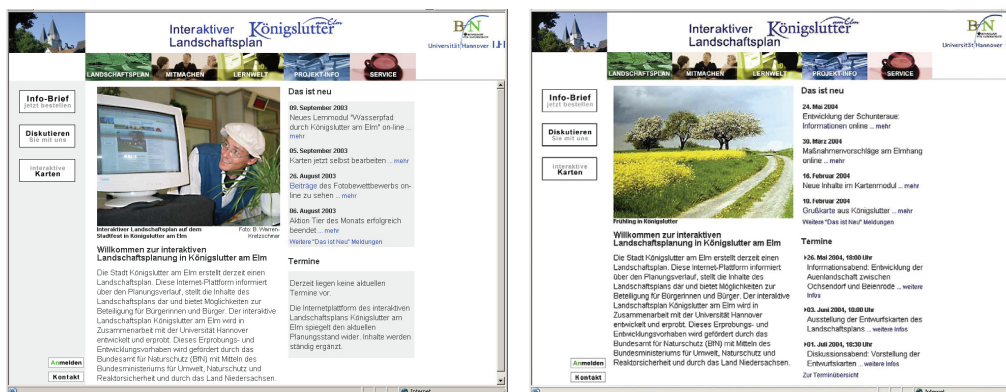 Interaktiver Königslutter am Elm
Landschaftsplan
BfN
Universität Hannover
LANDSCHAFTSPLAN MITMACHEN LERNWELT PROJEKT-INFO SERVICE
Info-Brief
jetzt bestellen
Diskutieren
Sie mit uns
interaktive
Karten
Interaktiver Landschaftsplan auf dem
Stadtfest in Königslutter am Elm
Foto: B. Warren-
Kretzschmer
Willkommen zur interaktiven
Landschaftsplanung in Königslutter am Elm
Die Stadt Königslutter am Elm erstellt derzeit einen
Landschaftsplan. Diese Internet-Plattform informiert
über den Planungsverlauf, stellt die Inhalte des
Landschaftsplans dar und bietet Möglichkeiten zur
Beteiligung für Bürgerinnen und Bürger. Der interaktive
Landschaftsplan Königslutter am Elm wird in
Zusammenarbeit mit der Universität Hannover
entwickelt und erprobt. Dieses Erprobungs- und
Entwicklungsvorhaben wird gefördert durch das
Bundesamt für Naturschutz (BfN) mit Mitteln des
Bundesministeriums für Umwelt, Naturschutz und
Reaktorsicherheit und durch das Land Niedersachsen.
Das ist neu
09. September 2003
Neues Lernmodul "Wasserpfad
durch Königslutter am Elm" on-line ...
mehr
05. September 2003
Karten jetzt selbst bearbeiten ... mehr
26. August 2003
Beiträge des Fotobewettbewerbs on-
line zu sehen ... mehr
06. August 2003
Aktion Tier des Monats erfolgreich
beendet ... mehr
Weitere "Das ist Neu" Meldungen
Termine
Derzeit liegen keine aktuellen
Termine vor.
Die Internetplattform des interaktiven
Landschaftsplans Königslutter am
Elm spiegelt den aktuellen
Planungsstand wider. Inhalte werden
ständig ergänzt.
Anmelden
Kontakt
Internet
Interaktiver Königslutter am Elm
Landschaftsplan
BfN
Universität Hannover
LANDSCHAFTSPLAN MITMACHEN LERNWELT PROJEKT-INFO SERVICE
Info-Brief
jetzt bestellen
Diskutieren
Sie mit uns
interaktive
Karten
Frühling in Königslutter
Willkommen zur interaktiven
Landschaftsplanung in Königslutter am Elm
Die Stadt Königslutter am Elm erstellt derzeit einen
Landschaftsplan. Diese Internet-Plattform informiert
über den Planungsverlauf, stellt die Inhalte des
Landschaftsplans dar und bietet Möglichkeiten zur
Beteiligung für Bürgerinnen und Bürger. Der interaktive
Landschaftsplan Königslutter am Elm wird in
Zusammenarbeit mit der Universität Hannover
entwickelt und erprobt. Dieses Erprobungs- und
Entwicklungsvorhaben wird gefördert durch das
Bundesamt für Naturschutz (BfN) mit Mitteln des
Bundesministeriums für Umwelt, Naturschutz und
Reaktorsicherheit und durch das Land Niedersachsen.
Das ist neu
24. Mai 2004
Entwicklung der Schunteraue:
Informationen online ... mehr
30. März 2004
Maßnahmenvorschläge am Elmhang
online ... mehr
16. Februar 2004
Neue Inhalte im Kartenmodul ... mehr
10. Februar 2004
Grußkarte aus Königslutter ... mehr
Weitere "Das ist Neu" Meldungen
Termine
26. Mai 2004, 18:00 Uhr
Informationsabend: Entwicklung der
Auenlandschaft zwischen
Ochsendorf und Beienrode ... weitere
Infos
03. Juni 2004, 10:00 Uhr
Ausstellung der Entwurfskarten des
Landschaftsplans ... weitere Infos
01. Juli 2004, 18:30 Uhr
Diskussionsabend: Vorstellung der
Entwurfskarten ... weitere Infos
Zur Terminübersicht
Anmelden
Kontakt
Internet